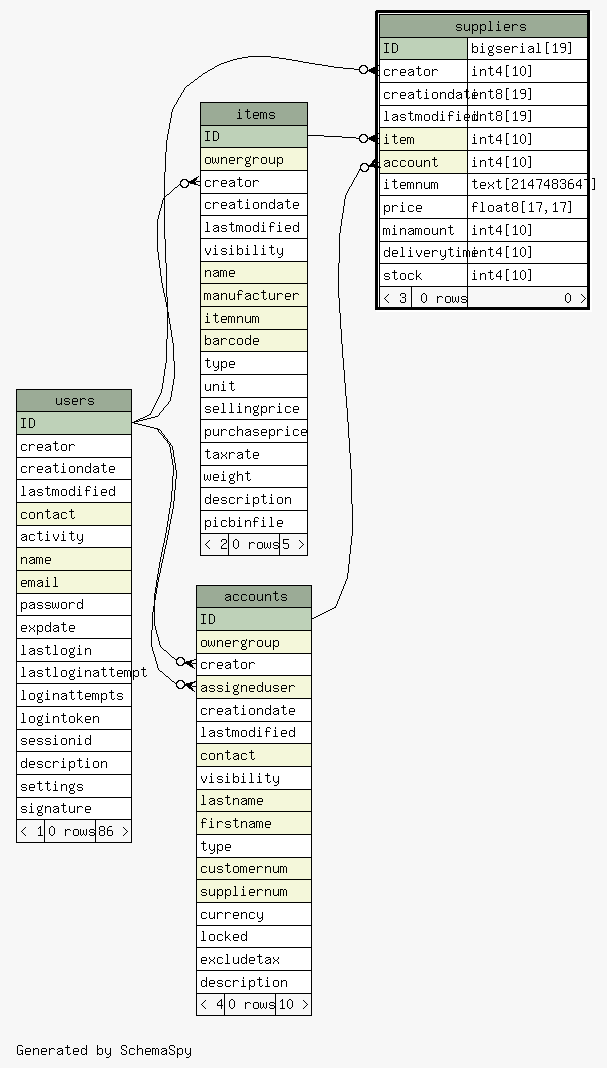 suppliers
ID bigserial[19]
creator int4[10]
creationdate int8[19]
lastmodified int8[19]
item int4[10]
account int4[10]
itemnum text[2147483647]
price float8[17,17]
minamount int4[10]
deliverytime int4[10]
stock int4[10]
< 3 0 rows 0 >
items
ID
ownergroup
creator
creationdate
lastmodified
visibility
name
manufacturer
itemnum
barcode
type
unit
sellingprice
purchaseprice
taxrate
weight
description
picbinfile
< 2 0 rows 5 >
users
ID
creator
creationdate
lastmodified
contact
activity
name
email
password
expdate
lastlogin
lastloginattempt
loginattempts
logintoken
sessionid
description
settings
signature
< 1 0 rows 86 >
accounts
ID
ownergroup
creator
assigneduser
creationdate
lastmodified
contact
visibility
lastname
firstname
type
customernum
suppliernum
currency
locked
excludetax
description
< 4 0 rows 10 >
Generated by SchemaSpy